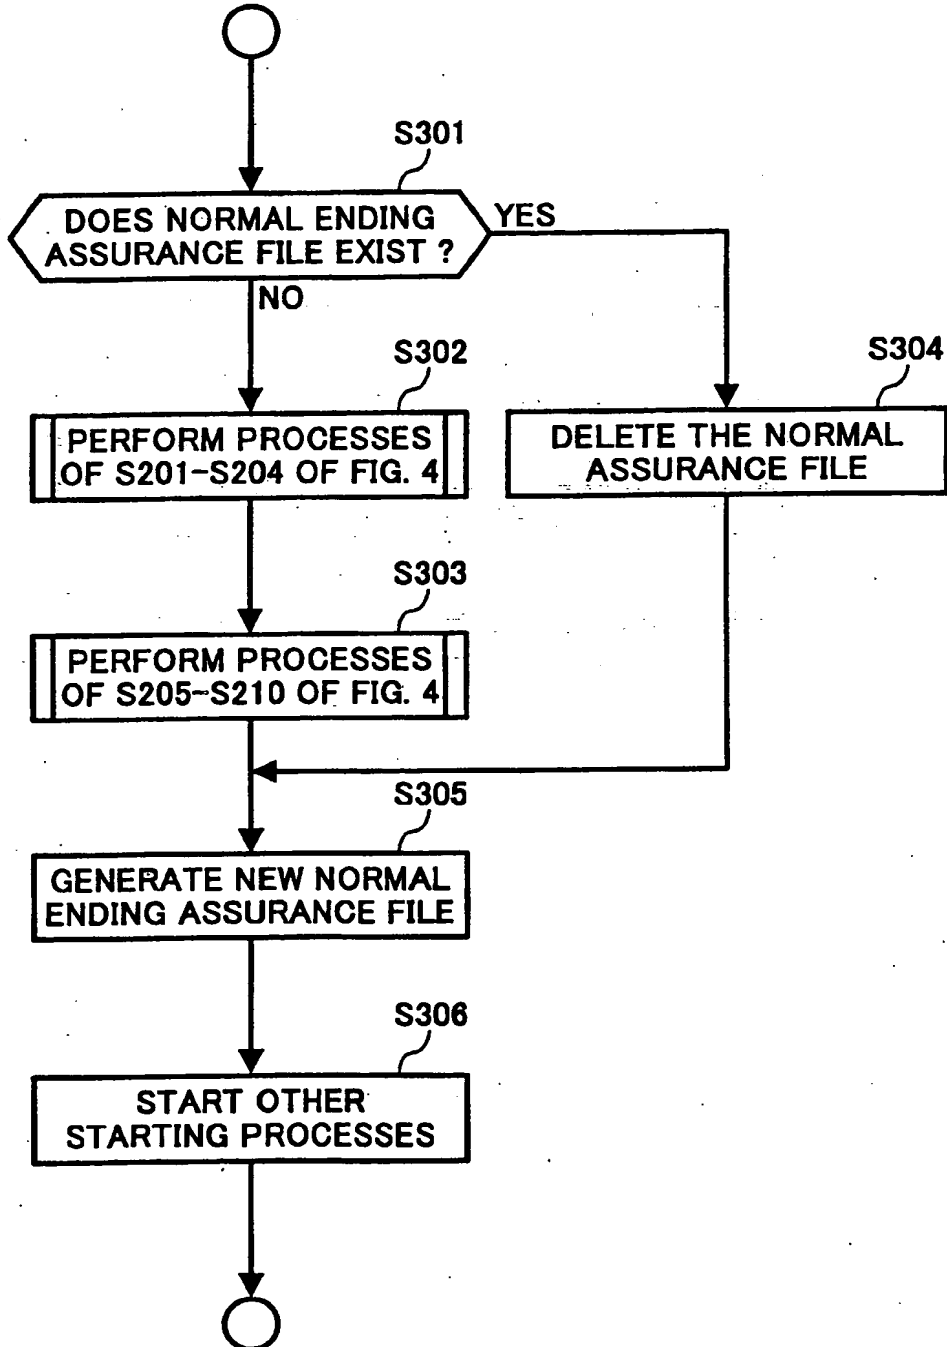 S301
DOES NORMAL ENDING
ASSURANCE FILE EXIST ?
YES
NO
S302
PERFORM PROCESSES
OF S201-S204 OF FIG. 4
S304
DELETE THE NORMAL
ASSURANCE FILE
S303
PERFORM PROCESSES
OF S205-S210 OF FIG. 4
S305
GENERATE NEW NORMAL
ENDING ASSURANCE FILE
S306
START OTHER
STARTING PROCESSES